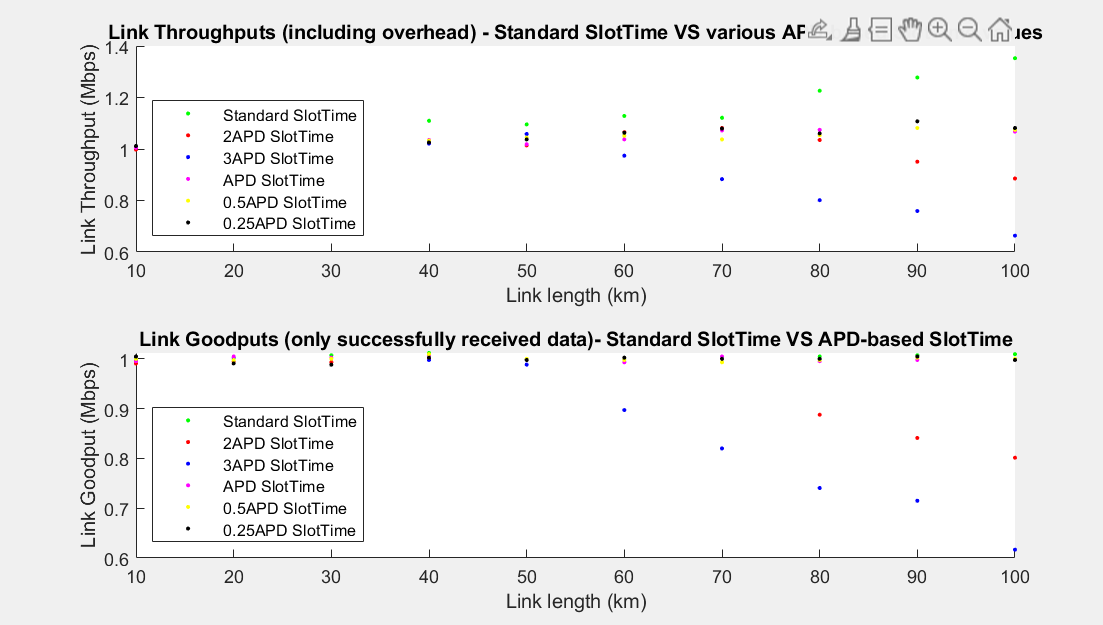 Link Throughputs (including overhead) - Standard SlotTime VS various
Link Throughput (Mbps)
1.4
1.2
1
0.8
0.6
Standard SlotTime
2APD SlotTime
3APD SlotTime
APD SlotTime
0.5APD SlotTime
0.25APD SlotTime
10 20 30 40 50 60 70 80 90 100
Link length (km)
Link Goodputs (only successfully received data)- Standard SlotTime VS APD-based SlotTime
Link Goodput (Mbps)
1
0.9
0.8
0.7
0.6
Standard SlotTime
2APD SlotTime
3APD SlotTime
APD SlotTime
0.5APD SlotTime
0.25APD SlotTime
10 20 30 40 50 60 70 80 90 100
Link length (km)